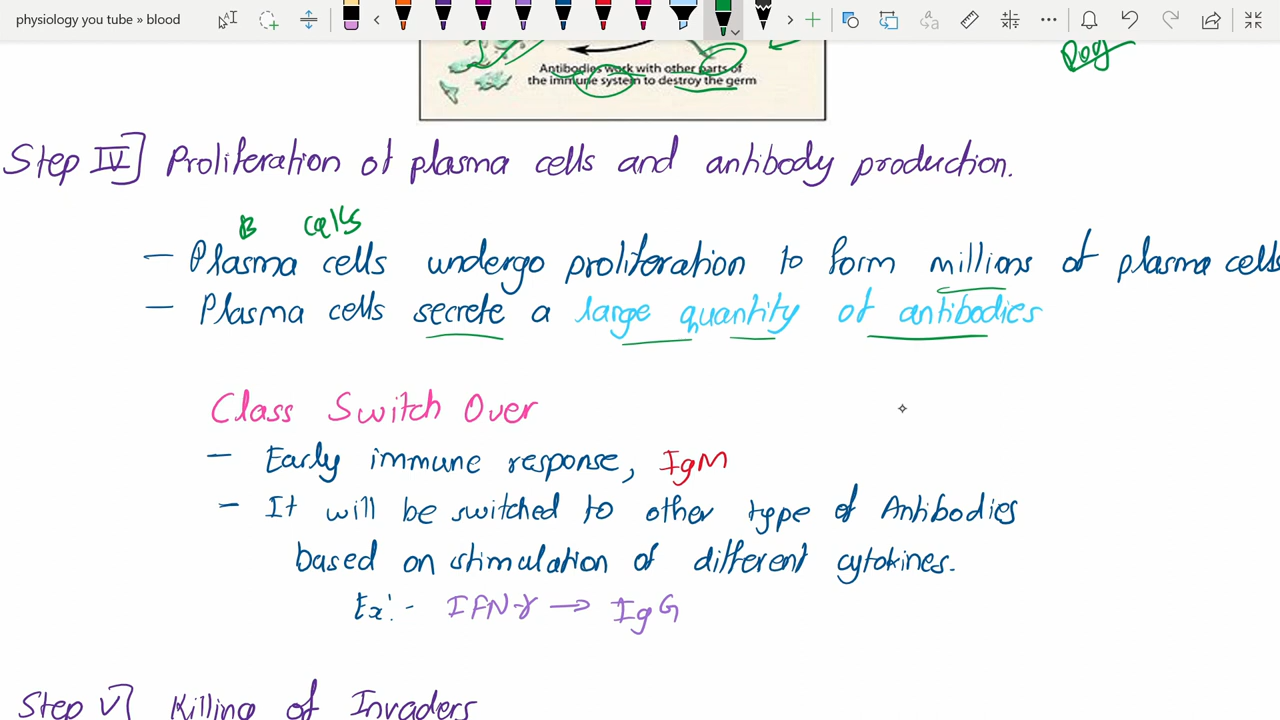 physiology you tube » blood
Antibodies work with other parts of
the immune system to destroy the germ
Step IV] Proliferation of plasma cells and antibody production.
B cells
– Plasma cells undergo proliferation to form millions of plasma cells
– Plasma cells secrete a large quantity of antibodies
Class Switch Over
– Early immune response, IgM
– It will be switched to other type of Antibodies
based on stimulation of different cytokines.
Ex:- IFN-γ → IgG
Step V] Killing of Invaders